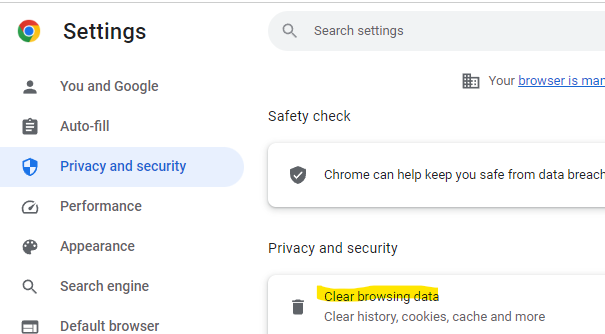 Settings
Search settings
You and Google
Auto-fill
Privacy and security
Performance
Appearance
Search engine
Default browser
Your browser is man
Safety check
Chrome can help keep you safe from data breach
Privacy and security
Clear browsing data
Clear history, cookies, cache and more